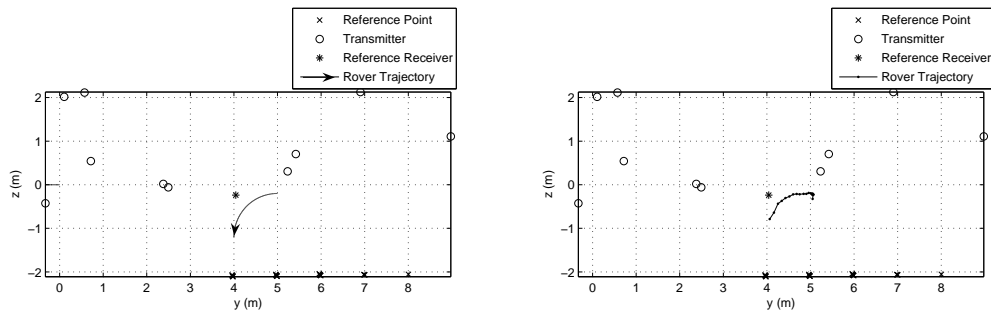 Reference Point
Transmitter
Reference Receiver
Rover Trajectory
2
1
0
−1
−2
z (m)
0 1 2 3 4 5 6 7 8
y (m)
Reference Point
Transmitter
Reference Receiver
Rover Trajectory
2
1
0
−1
−2
z (m)
0 1 2 3 4 5 6 7 8
y (m)